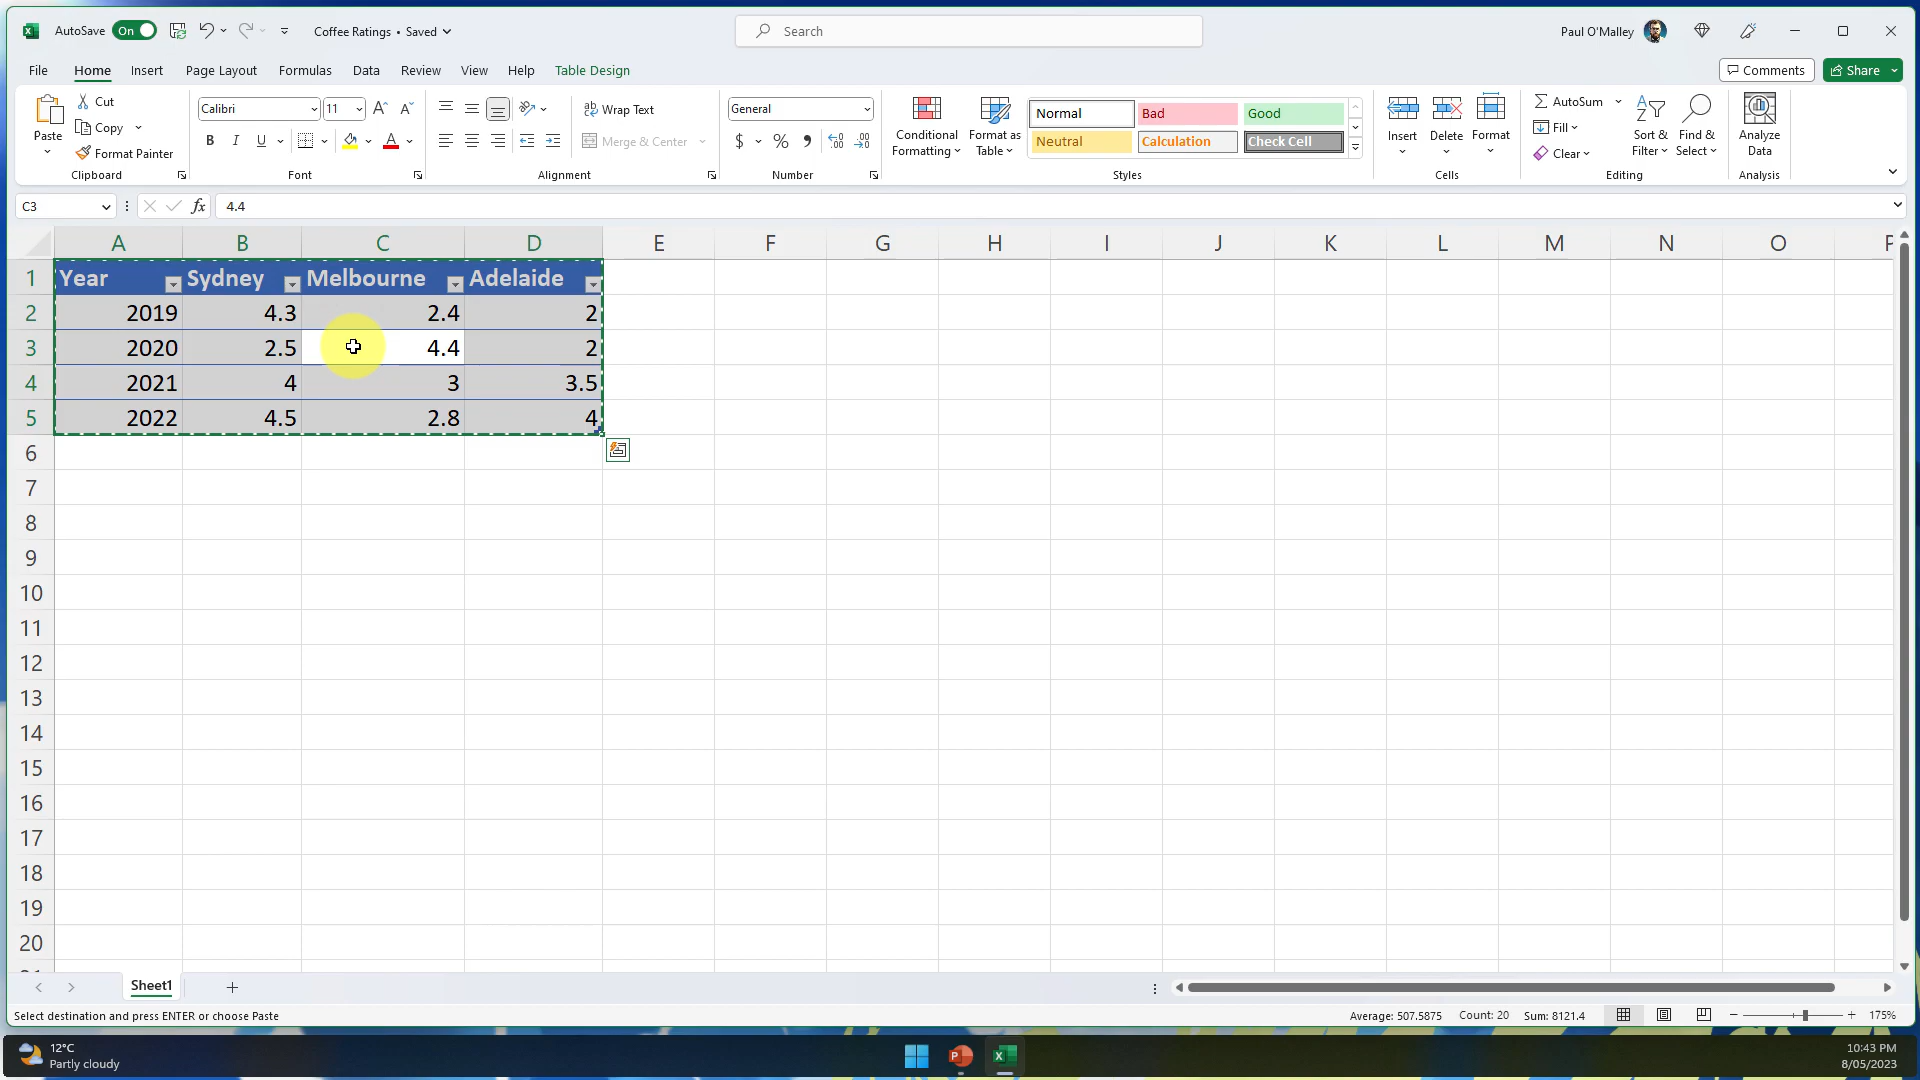 AutoSave On Coffee Ratings • Saved Search Paul O'Malley
File Home Insert Page Layout Formulas Data Review View Help Table Design Comments Share
Paste Cut Copy Format Painter Clipboard
Calibri 11 B I U A Font
Wrap Text Merge & Center Alignment
General $ % Number
Conditional Formatting Format as Table
Normal Bad Good
Neutral Calculation Check Cell
Styles
Insert Delete Format Cells
AutoSum Fill Clear Sort & Filter Find & Select Editing
Analyze Data Analysis
C3 fx 4.4
A B C D E F G H I J K L M N O P
1 Year Sydney Melbourne Adelaide
2 2019 4.3 2.4 2
3 2020 2.5 4.4 2
4 2021 4 3 3.5
5 2022 4.5 2.8 4
6
7
8
9
10
11
12
13
14
15
16
17
18
19
20
Sheet1
Select destination and press ENTER or choose Paste Average: 507.5875 Count: 20 Sum: 8121.4 175%
12°C 10:43 PM
Partly cloudy 8/05/2023